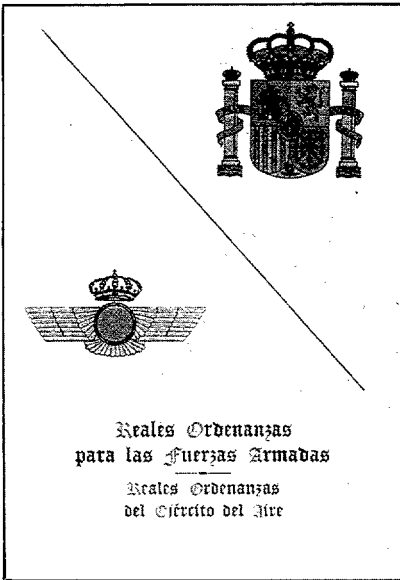 Reales Ordenanzas
para las Fuerzas Armadas
Reales Ordenanzas
del Ejército del Aire